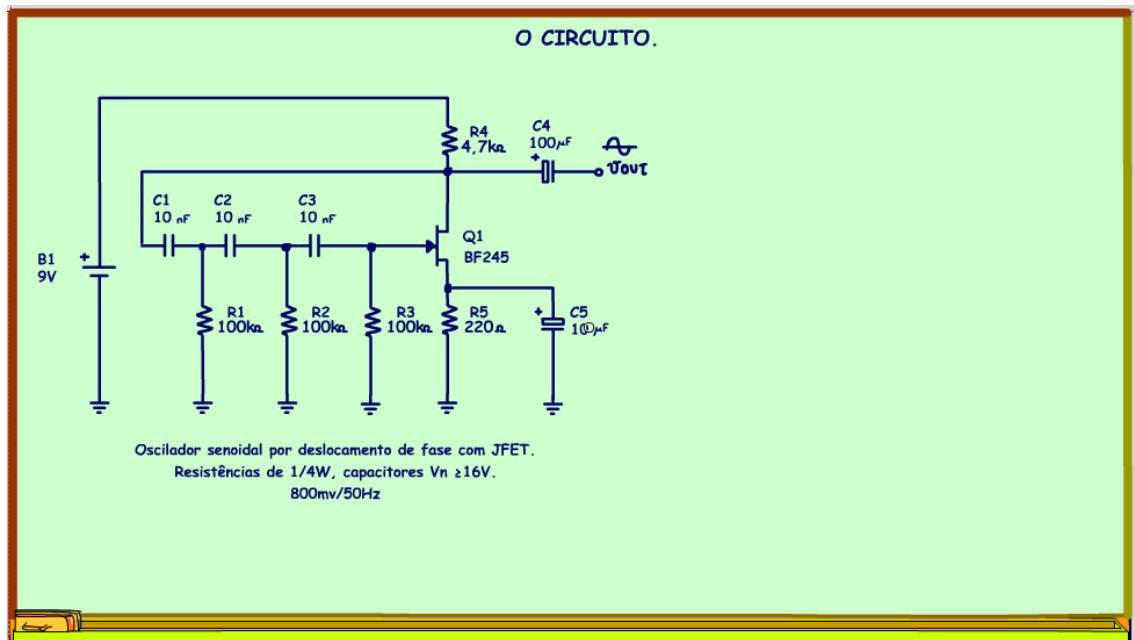 O CIRCUITO.
R4
4,7kΩ
C4
100μF
+
Vout
C1
10 nF
C2
10 nF
C3
10 nF
Q1
BF245
B1
9V
+
R1
100kΩ
R2
100kΩ
R3
100kΩ
R5
220Ω
+
C5
100μF
Oscilador senoidal por deslocamento de fase com JFET.
Resistências de 1/4W, capacitores Vn ≥16V.
800mv/50Hz